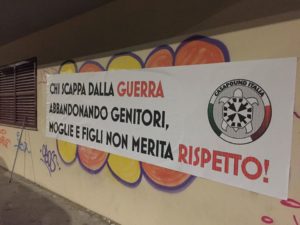 CHI SCAPPA DALLA GUERRA
ABBANDONANDO GENITORI,
MOGLIE E FIGLI NON MERITA RISPETTO!
CASAPOUND ITALIA